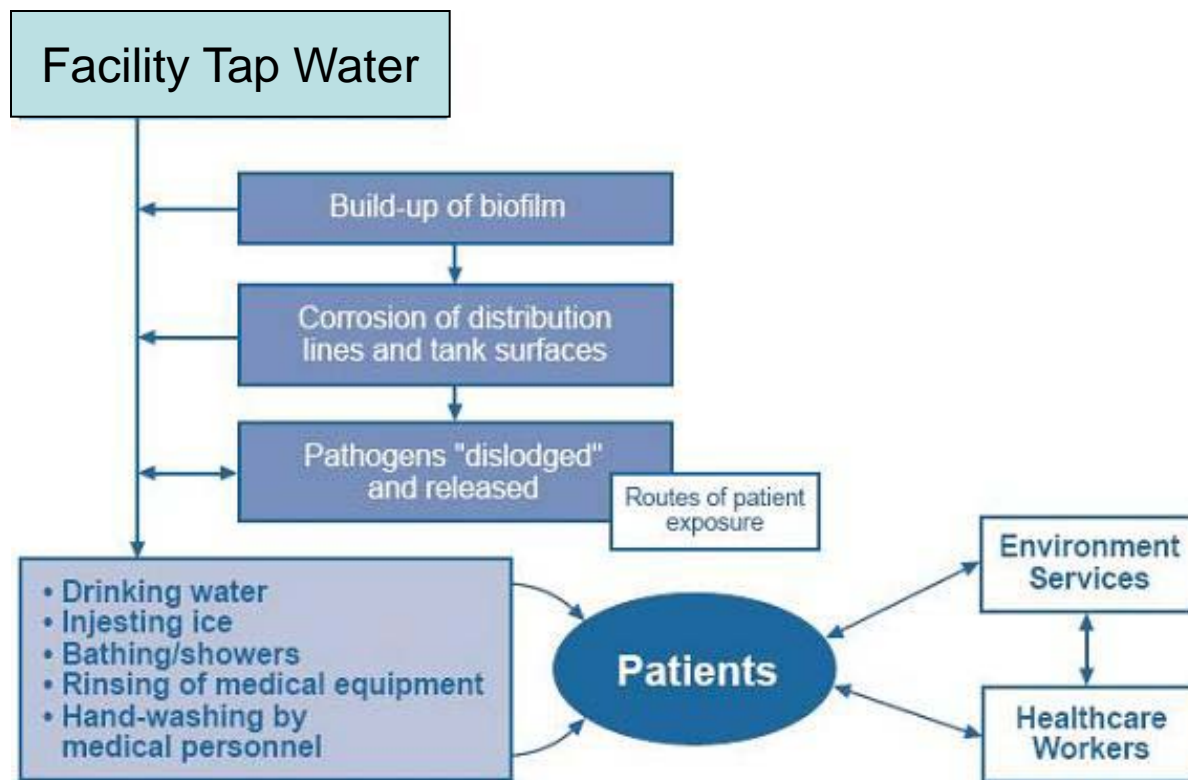 Facility Tap Water
Build-up of biofilm
Corrosion of distribution
lines and tank surfaces
Pathogens "dislodged"
and released
Routes of patient
exposure
• Drinking water
• Injesting ice
• Bathing/showers
• Rinsing of medical equipment
• Hand-washing by
medical personnel
Patients
Environment
Services
Healthcare
Workers